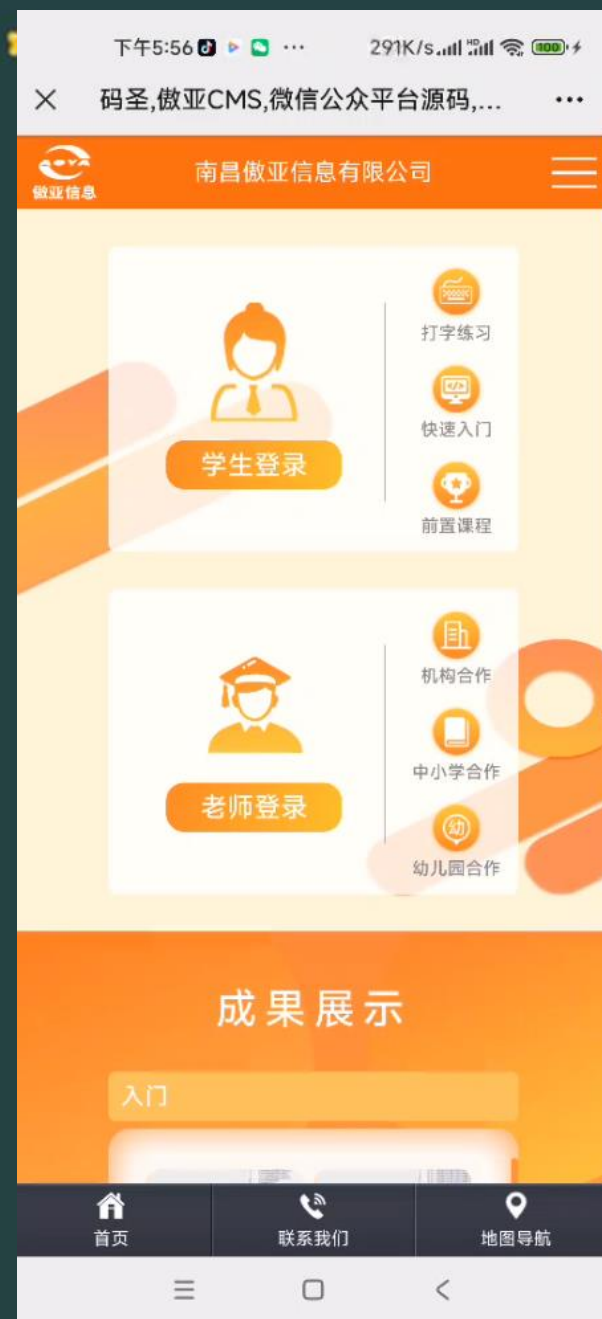 下午5:56 ··· 291K/s HD 100
码圣,傲亚CMS,微信公众平台源码,... ···
AOYA
傲亚信息
南昌傲亚信息有限公司
打字练习
快速入门
学生登录
前置课程
机构合作
中小学合作
老师登录
幼
幼儿园合作
成果展示
入门
首页
联系我们
地图导航